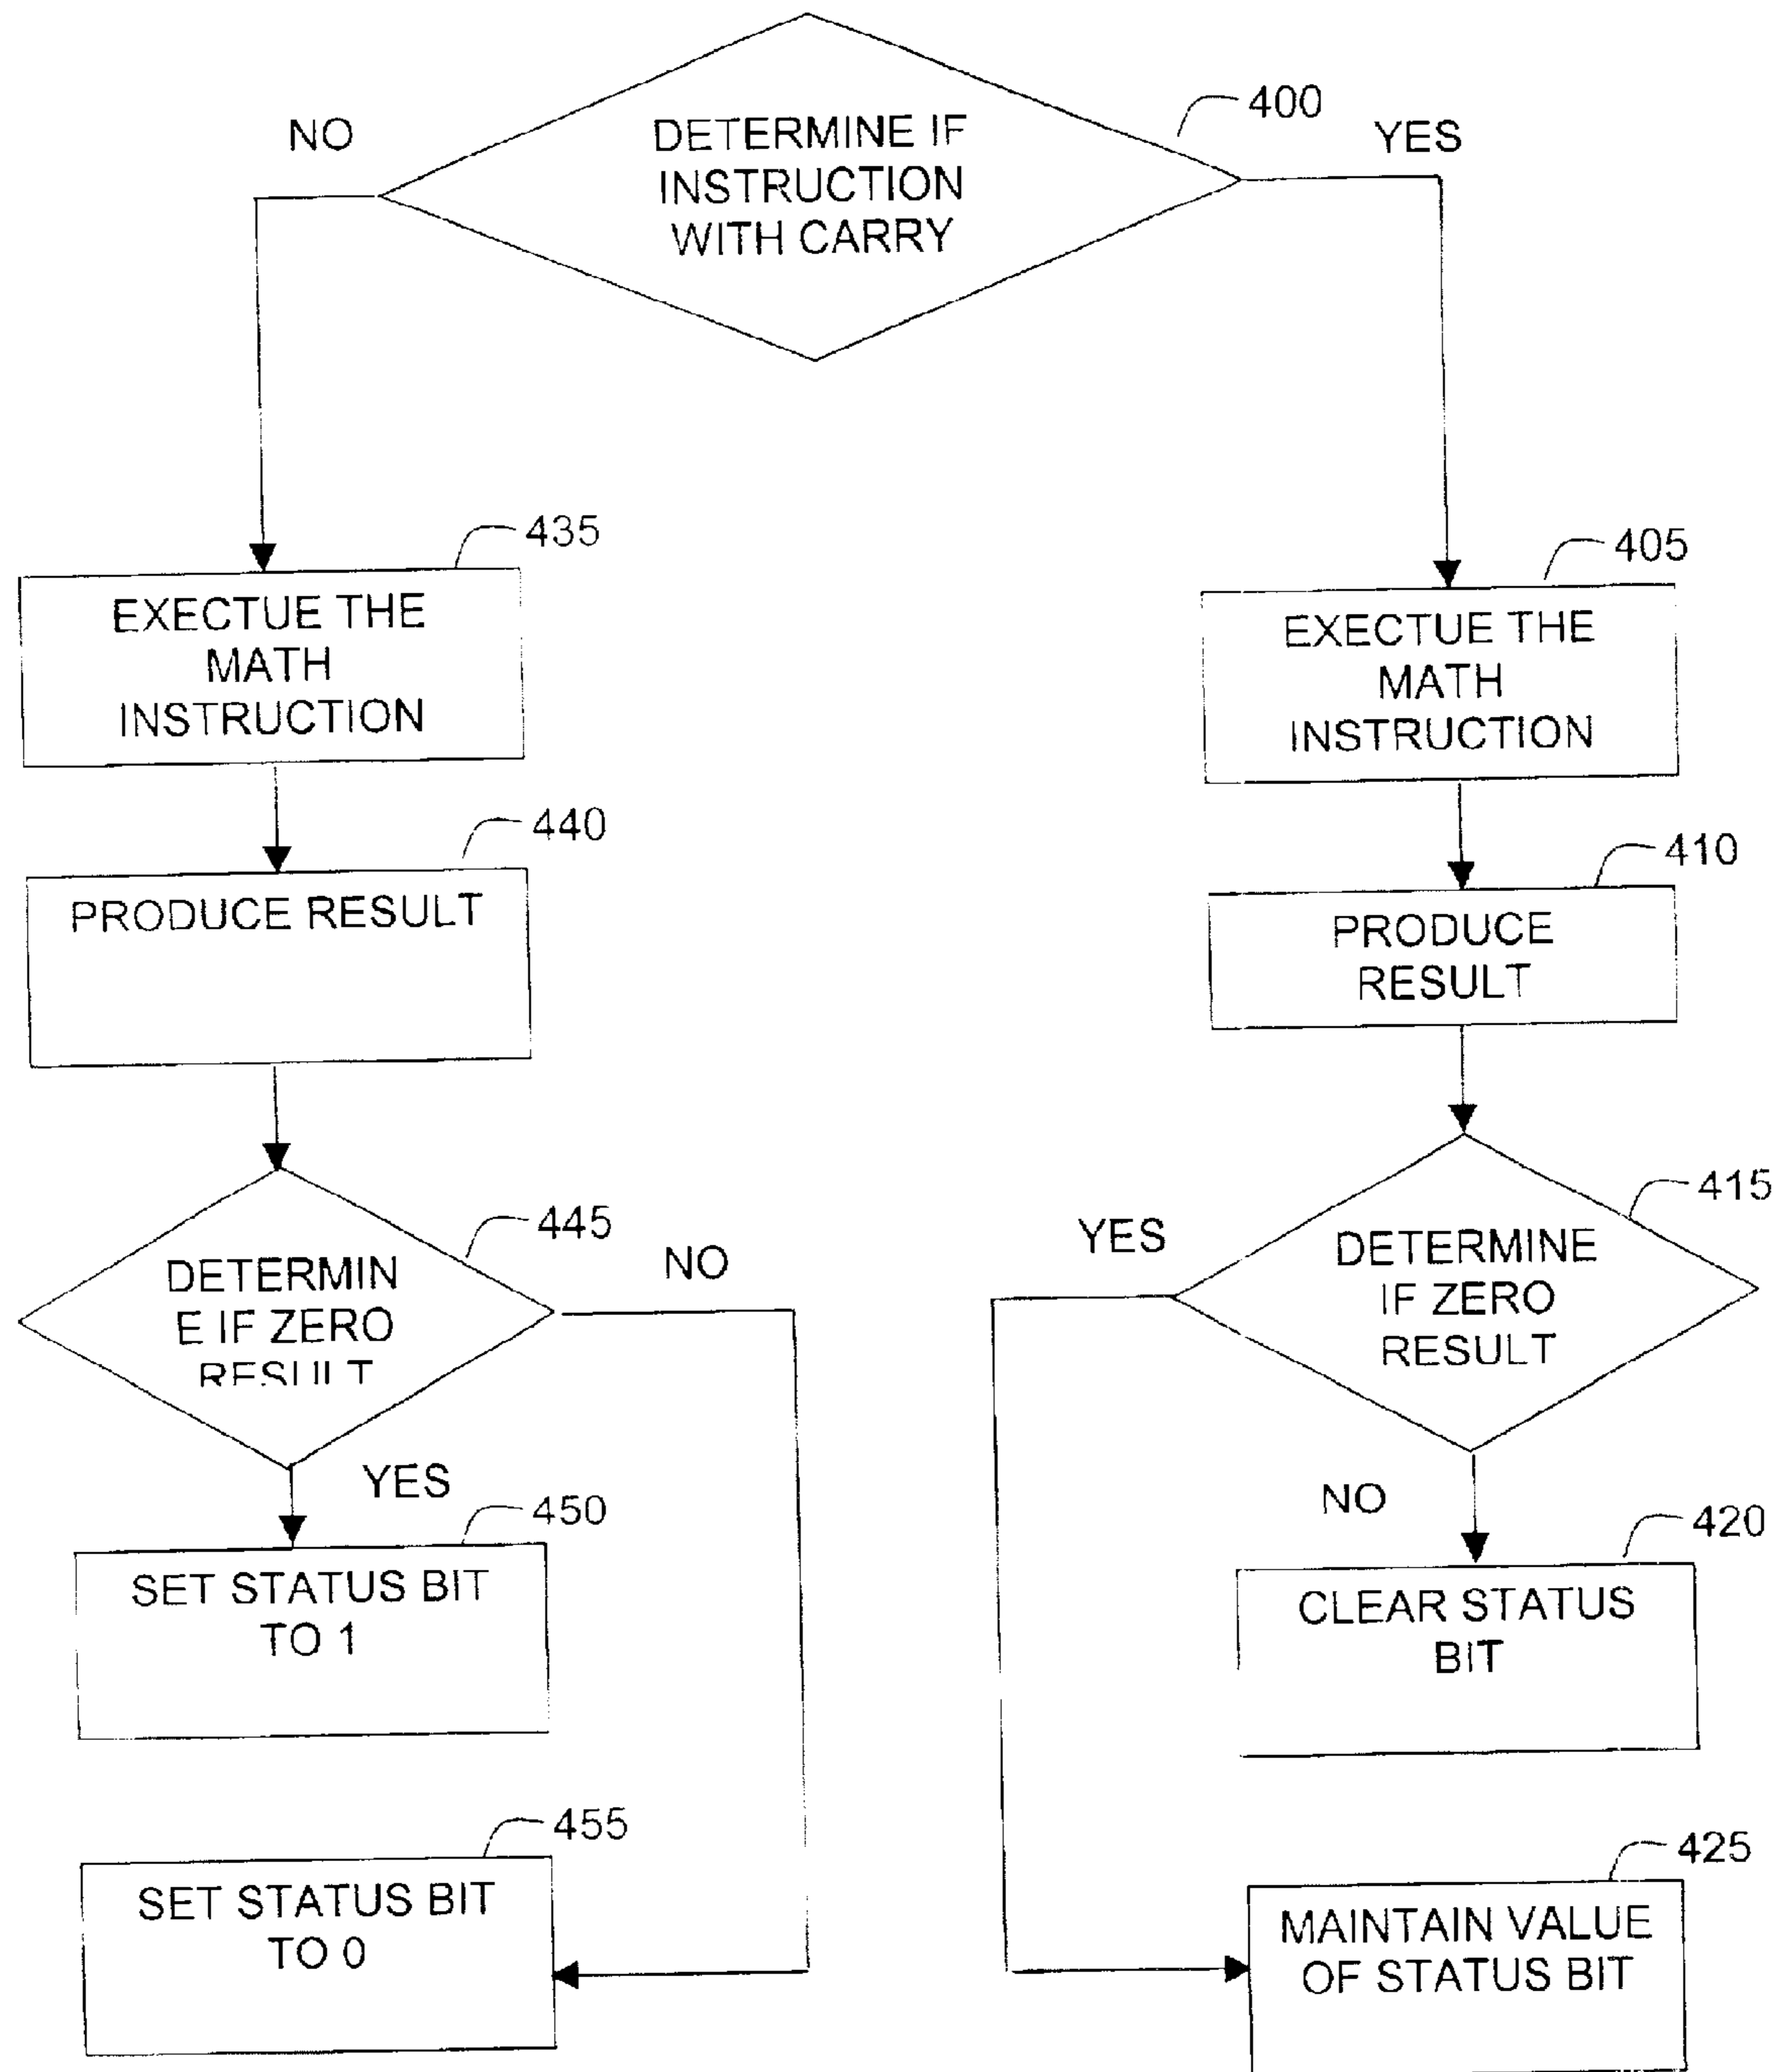 400
NO
YES
DETERMINE IF
INSTRUCTION
WITH CARRY
435
EXECTUE THE
MATH
INSTRUCTION
440
PRODUCE RESULT
445
NO
DETERMIN
E IF ZERO
RESULT
YES
450
SET STATUS BIT
TO 1
455
SET STATUS BIT
TO 0
405
EXECTUE THE
MATH
INSTRUCTION
410
PRODUCE
RESULT
415
YES
DETERMINE
IF ZERO
RESULT
NO
420
CLEAR STATUS
BIT
425
MAINTAIN VALUE
OF STATUS BIT